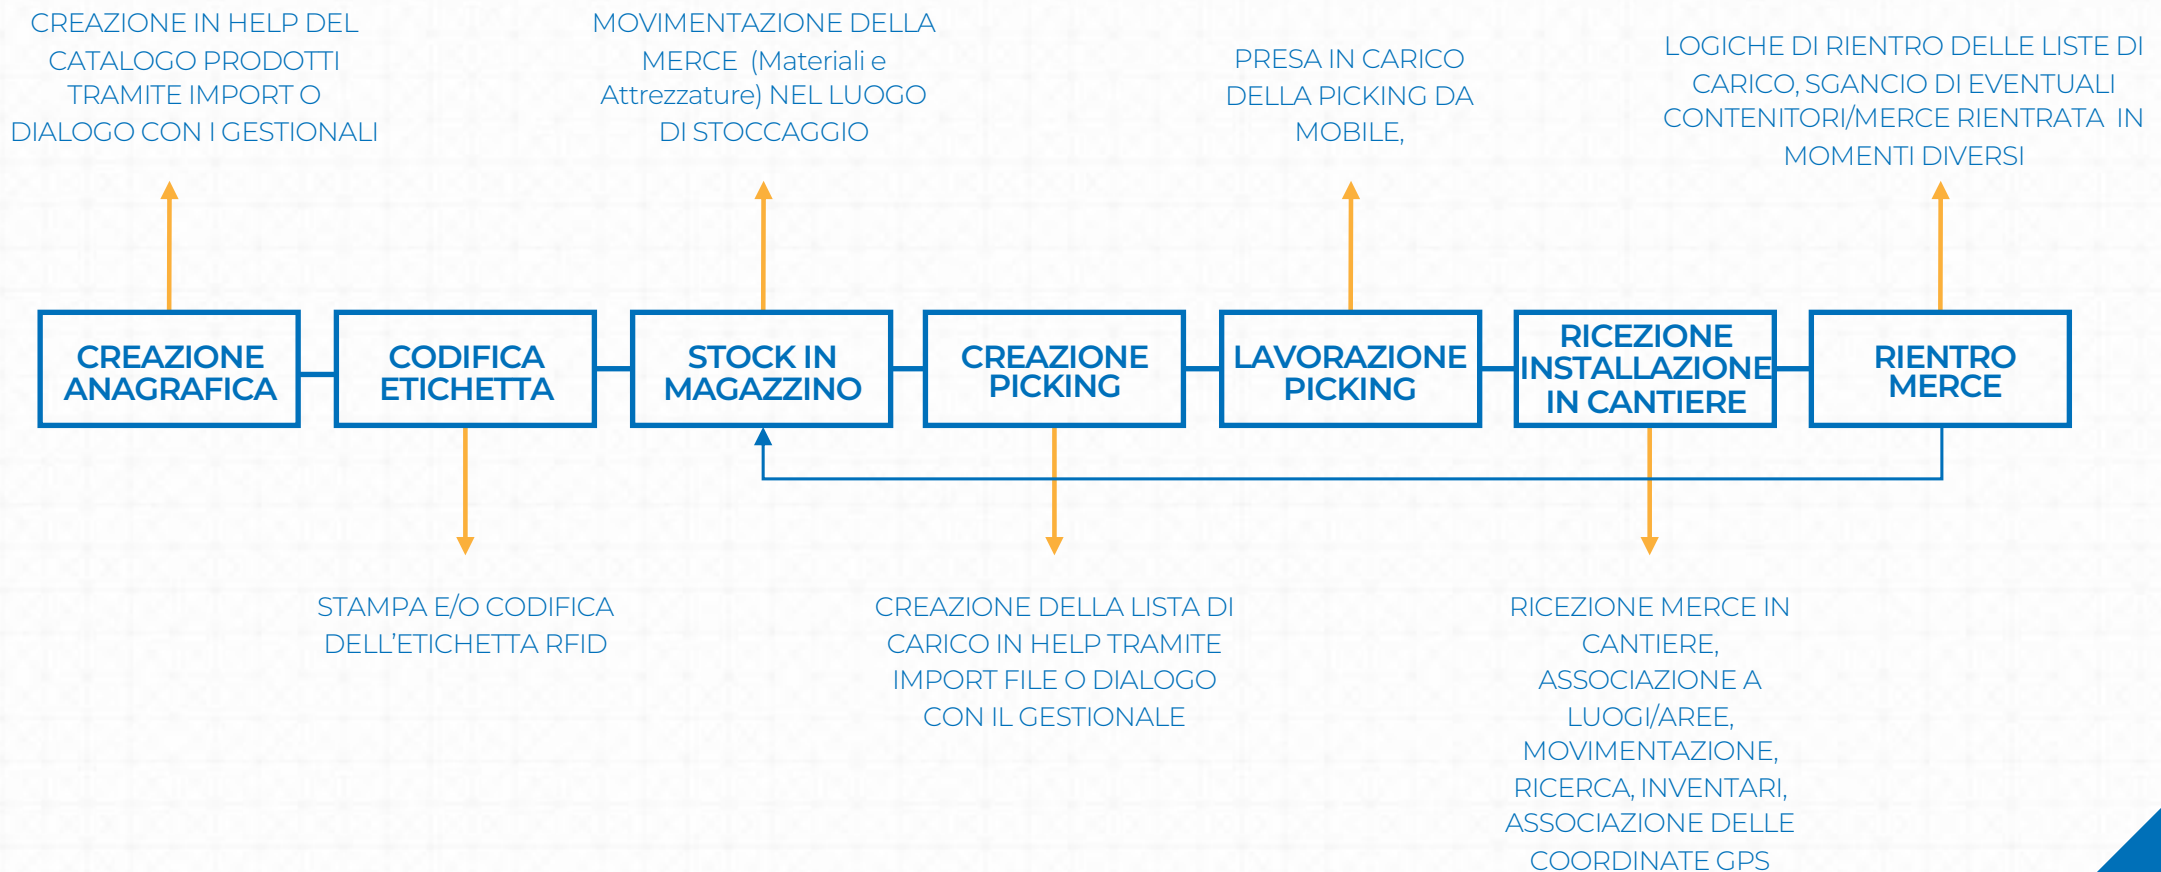 CREAZIONE IN HELP DEL
CATALOGO PRODOTTI
TRAMITE IMPORT O
DIALOGO CON I GESTIONALI
MOVIMENTAZIONE DELLA
MERCE (Materiali e
Attrezzature) NEL LUOGO
DI STOCCAGGIO
PRESA IN CARICO
DELLA PICKING DA
MOBILE,
LOGICHE DI RIENTRO DELLE LISTE DI
CARICO, SGANCIO DI EVENTUALI
CONTENITORI/MERCE RIENTRATA IN
MOMENTI DIVERSI
CREAZIONE
ANAGRAFICA
CODIFICA
ETICHETTA
STOCK IN
MAGAZZINO
CREAZIONE
PICKING
LAVORAZIONE
PICKING
RICEZIONE
INSTALLAZIONE
IN CANTIERE
RIENTRO
MERCE
STAMPA E/O CODIFICA
DELL'ETICHETTA RFID
CREAZIONE DELLA LISTA DI
CARICO IN HELP TRAMITE
IMPORT FILE O DIALOGO
CON IL GESTIONALE
RICEZIONE MERCE IN
CANTIERE,
ASSOCIAZIONE A
LUOGI/AREE,
MOVIMENTAZIONE,
RICERCA, INVENTARI,
ASSOCIAZIONE DELLE
COORDINATE GPS